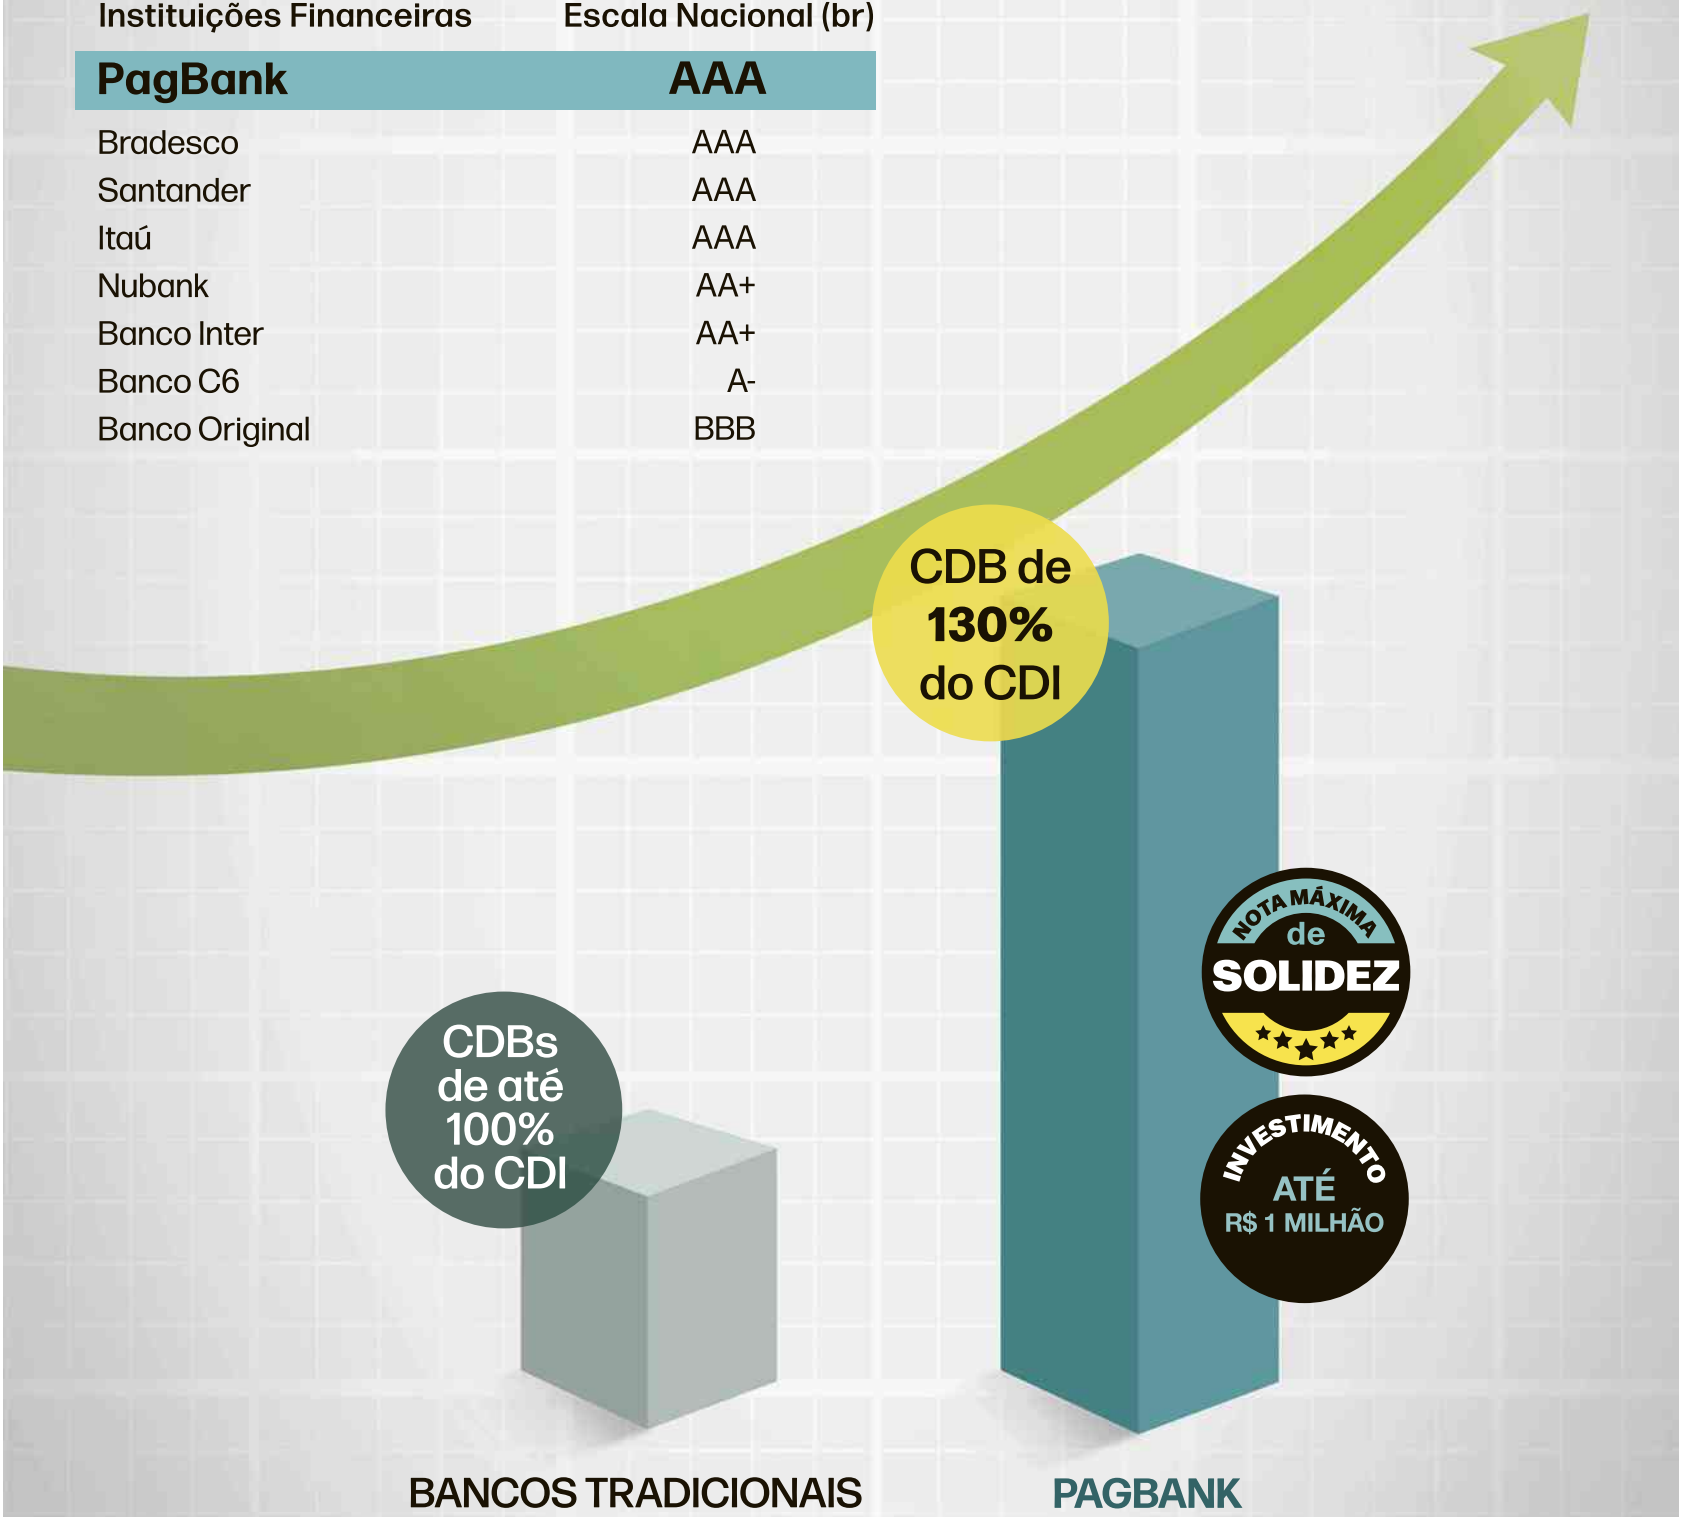 Instituições Financeiras Escala Nacional (br)
PagBank AAA
Bradesco AAA
Santander AAA
Itaú AAA
Nubank AA+
Banco Inter AA+
Banco C6 A-
Banco Original BBB
CDB de
130%
do CDI
NOTA MÁXIMA
de
SOLIDEZ
CDBs
de até
100%
do CDI
INVESTIMENTO
ATÉ
R$ 1 MILHÃO
BANCOS TRADICIONAIS PAGBANK